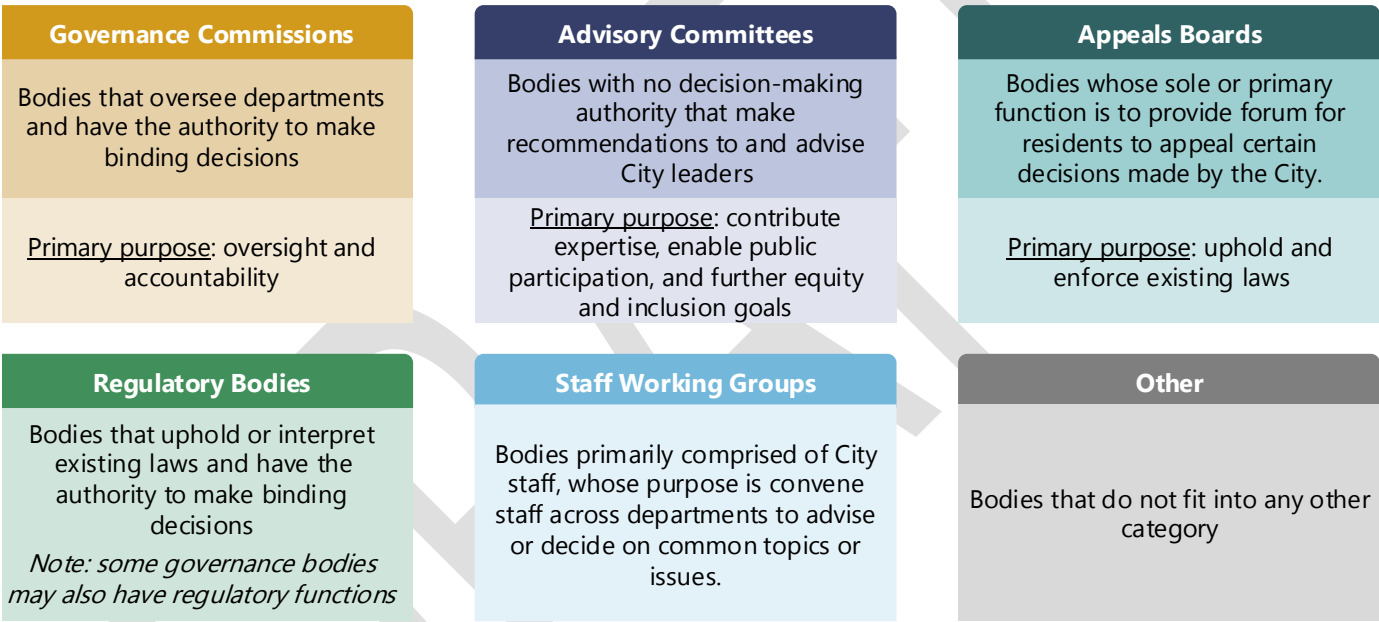 Governance Commissions
Bodies that oversee departments
and have the authority to make
binding decisions
Primary purpose: oversight and
accountability
Advisory Committees
Bodies with no decision-making
authority that make
recommendations to and advise
City leaders
Primary purpose: contribute
expertise, enable public
participation, and further equity
and inclusion goals
Appeals Boards
Bodies whose sole or primary
function is to provide forum for
residents to appeal certain
decisions made by the City.
Primary purpose: uphold and
enforce existing laws
Regulatory Bodies
Bodies that uphold or interpret
existing laws and have the
authority to make binding
decisions
Note: some governance bodies
may also have regulatory functions
Staff Working Groups
Bodies primarily comprised of City
staff, whose purpose is convene
staff across departments to advise
or decide on common topics or
issues.
Other
Bodies that do not fit into any other
category